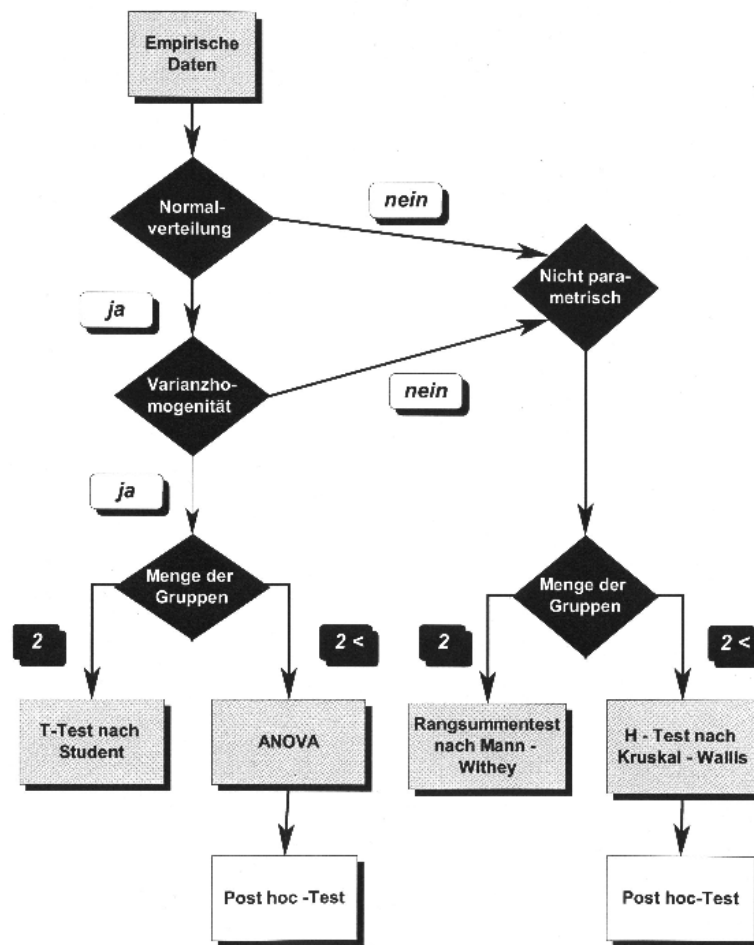 Empirische
Daten
Normal-
verteilung
nein
Nicht para-
metrisch
ja
Varianzho-
mogenität
nein
ja
Menge der
Gruppen
Menge der
Gruppen
2
2 <
2
2 <
T-Test nach
Student
ANOVA
Rangsummentest
nach Mann -
Withey
H - Test nach
Kruskal - Wallis
Post hoc -Test
Post hoc-Test